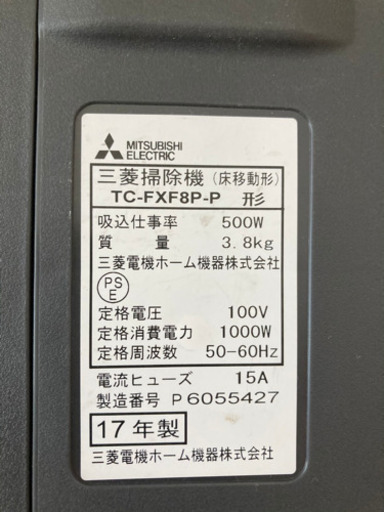 MITSUBISHI
ELECTRIC
三菱掃除機(床移動形)
TC-FXF8P-P 形
吸込仕事率 500W
質量 3.8kg
三菱電機ホーム機器株式会社
PS
E
定格電圧 100V
定格消費電力 1000W
定格周波数 50-60Hz
電流ヒューズ 15A
製造番号 P6055427
17年製
三菱電機ホーム機器株式会社